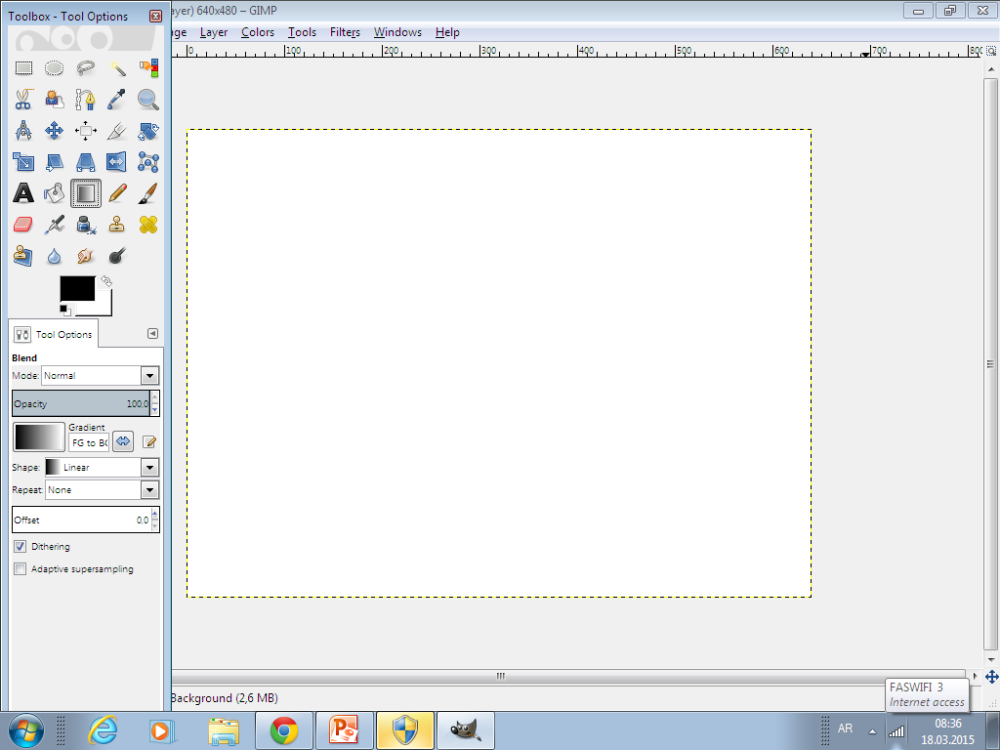 Toolbox - Tool Options
ayer) 640x480 – GIMP
age Layer Colors Tools Filters Windows Help
0 100 200 300 400 500 600 700 800
Tool Options
Blend
Mode: Normal
Opacity 100,0
Gradient
FG to BG
Shape: Linear
Repeat: None
Offset 0,0
Dithering
Adaptive supersampling
Background (2,6 MB)
FASWIFI 3
Internet access
AR
08:36
18.03.2015